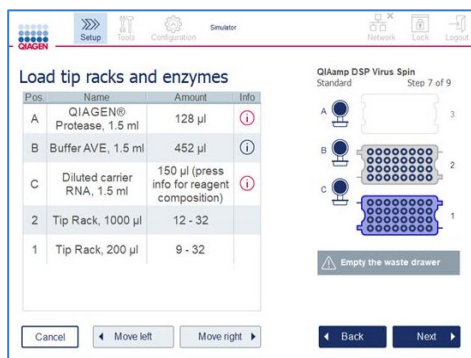 QIAGEN
Setup
Tools
Configuration
Simulator
Network
Lock
Logout
Load tip racks and enzymes
QIAamp DSP Virus Spin
Standard Step 7 of 9
Pos. Name Amount Info
A QIAGEN® Protease, 1.5 ml 128 µl i
B Buffer AVE, 1.5 ml 452 µl i
C Diluted carrier RNA, 1.5 ml 150 µl (press info for reagent composition) i
2 Tip Rack, 1000 µl 12 - 32
1 Tip Rack, 200 µl 9 - 32
A
B
C
3
2
1
Empty the waste drawer
Cancel
Move left
Move right
Back
Next